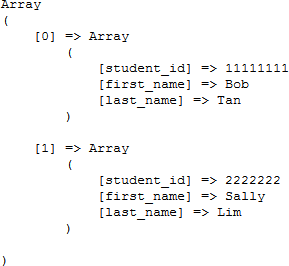 Array
(
    [0] => Array
        (
            [student_id] => 11111111
            [first_name] => Bob
            [last_name] => Tan
        )

    [1] => Array
        (
            [student_id] => 2222222
            [first_name] => Sally
            [last_name] => Lim
        )

)